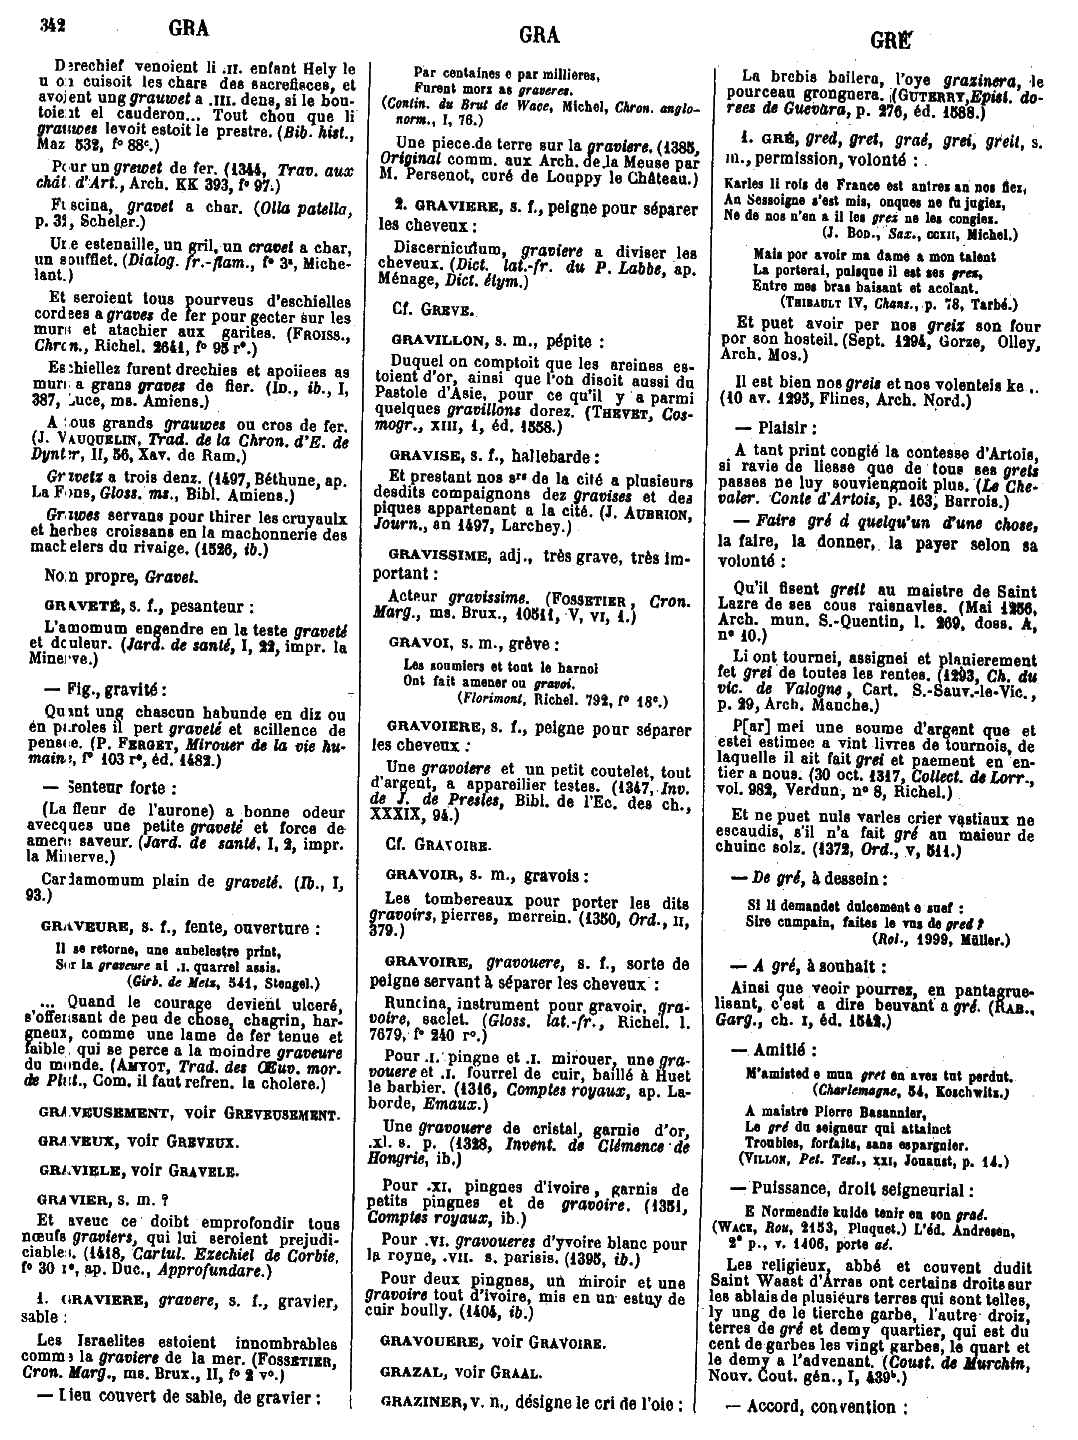 342 GRA
GRA
GRÉ
Derechief venoient li .II. enfant Hely le
u on cuisoit les chars des sacrefisces, et
avoient ung grauwet a .III. dens, si le bou-
toient el cauderon... Tout chou que li
grauwes levoit estoit le prestre. (Bib. hist.,
Maz 532, f° 88c.)
Pour un grewet de fer. (1344, Trav. aux
chât d'Art., Arch. KK 393, f° 97.)
Fuscina, gravet a char. (Olla patella,
p. 31, Scheler.)
Une estenaille, un gril, un cravet a char,
un soufflet. (Dialog. fr.-flam., f° 3a, Miche-
lant.)
Et seroient tous pourveus d'eschielles
cordees a graves de fer pour gecter sur les
murs et atachier aux garites. (FROISS.,
Chron., Richel. 2641, f° 95 r°.)
Eschiellez furent drechies et apoiiees as
murs a grans graves de fier. (ID., ib., I,
387, Luce, ms. Amiens.)
A tous grands grauwes ou cros de fer.
(J. VAUQUELIN, Trad. de la Chron. d'E. de
Dynter, II, 56, Xav. de Ram.)
Grawetz a trois denz. (1497, Béthune, ap.
La Fons, Gloss. ms., Bibl. Amiens.)
Grauwes servans pour thirer les cruyaulx
et herbes croissans en la machonnerie des
machelers du rivaige. (1526, ib.)
Nom propre, Gravet.
GRAVETÉ, s. f., pesanteur :
L'amomum engendre en la teste graveté
et douleur. (Jard. de santé, I, 22, impr. la
Minerve.)
— Fig., gravité :
Quant ung chascun habunde en diz ou
en paroles il pert graveté et scillence de
pensee. (P. FERGET, Mirouer de la vie hu-
maine, f° 103 r°, éd. 1482.)
— Senteur forte :
(La fleur de l'aurone) a bonne odeur
avecques une petite graveté et force de
amere saveur. (Jard. de santé, I, 2, impr.
la Minerve.)
Cardamomum plain de graveté. (Ib., I,
93.)
GRAVEURE, s. f., fente, ouverture :
Il se retorne, une aubelestre print,
Sor la graveure ai .I. quarrel assis.
(Girb. de Metz, 541, Stengel.)
... Quand le courage devient ulceré,
s'offensant de peu de chose, chagrin, har-
gneux, comme une lame de fer tenue et
faible, qui se perce a la moindre graveure
du monde. (AMYOT, Trad. des Œuv. mor.
de Plut., Com. il faut refren. la cholere.)
GRAVEUSEMENT, voir GREVEUSEMENT.
GRAVEUX, voir GREVEUX.
GRAVIELE, voir GRAVELE.
GRAVIER, s. m. ?
Et aveuc ce doibt emprofondir tous
nœufs graviers, qui lui seroient prejudi-
ciables. (1418, Cartul. Ezechiel de Corbie,
f° 30 r°, ap. Duc., Approfundare.)
1. GRAVIERE, gravere, s. f., gravier,
sable :
Les Israelites estoient innombrables
comme la graviere de la mer. (FOSSETIER,
Cron. Marg., ms. Brux., II, f° 2 v°.)
— Lieu couvert de sable, de gravier :
Par centaines e par millieres,
Furent morz as graveres.
(Contin. du Brut de Wace, Michel, Chron. anglo-
norm., I, 76.)
Une piece de terre sur la graviere. (1385,
Original comm. aux Arch. de la Meuse par
M. Persenot, curé de Louppy le Château.)
2. GRAVIERE, s. f., peigne pour séparer
les cheveux :
Discerniculum, graviere a diviser les
cheveux. (Dict. lat.-fr. du P. Labbe, ap.
Ménage, Dict. étym.)
Cf. GREVE.
GRAVILLON, s. m., pépite :
Duquel on comptoit que les areines es-
toient d'or, ainsi que l'on disoit aussi du
Pastole d'Asie, pour ce qu'il y a parmi
quelques gravillons dorez. (THEVET, Cos-
mogr., XIII, 1, éd. 1558.)
GRAVISE, s. f., hallebarde :
Et prestant nos srs de la cité a plusieurs
desdits compaignons dez gravises et des
piques appartenant a la cité. (J. AUBRION,
Journ., an 1497, Larchey.)
GRAVISSIME, adj., très grave, très im-
portant :
Acteur gravissime. (FOSSETIER, Cron.
Marg., ms. Brux., 10511, V, VI, 1.)
GRAVOI, s. m., grève :
Les soumiers et tout le harnoi
Ont fait amener ou gravoi.
(Florimont, Richel. 792, f° 18c.)
GRAVOIERE, s. f., peigne pour séparer
les cheveux :
Une gravoiere et un petit coutelet, tout
d'argent, a appareilier testes. (1347, Inv.
de J. de Presles, Bibl. de l'Ec. des ch.,
XXXIX, 94.)
Cf. GRAVOIRE.
GRAVOIR, s. m., gravois :
Les tombereaux pour porter les dits
gravoirs, pierres, merrein. (1350, Ord., II,
379.)
GRAVOIRE, gravouere, s. f., sorte de
peigne servant à séparer les cheveux :
Runcina, instrument pour gravoir, gra-
voire, saclet. (Gloss. lat.-fr., Richel. l.
7679, f° 240 r°.)
Pour .I. pingne et .I. mirouer, une gra-
vouere et .I. fourrel de cuir, baillé à Huet
le barbier. (1316, Comptes royaux, ap. La-
borde, Emaux.)
Une gravouere de cristal, garnie d'or,
.XL. s. p. (1328, Invent. de Clémence de
Hongrie, ib.)
Pour .XI. pingnes d'ivoire, garnis de
petits pingnes et de gravoire. (1351,
Comptes royaux, ib.)
Pour .VI. gravoueres d'yvoire blanc pour
la royne, .VII. s. parisis. (1395, ib.)
Pour deux pingnes, un miroir et une
gravoire tout d'ivoire, mis en un estuy de
cuir boully. (1404, ib.)
GRAVOUERE, voir GRAVOIRE.
GRAZAL, voir GRAAL.
GRAZINER, v. n., désigne le cri de l'oie :
La brebis bailera, l'oye grazinera, le
pourceau grongnera. (GUTERRY, Epist. do-
rees de Guevara, p. 276, éd. 1588.)
1. GRÉ, gred, gret, graé, grei, greit, s.
m., permission, volonté :
Karles li rois de France est antres an nos fiez,
An Sessoigne s'est mis, onques ne fu jugiez,
Ne de nos n'en a il les grez ne les congiez.
(J. BOD., Sax., CCXII, Michel.)
Mais por avoir ma dame a mon talent
La porterai, puisque il est ses grez,
Entre mes bras baisant et acolant.
(THIBAULT IV, Chans., p. 78, Tarbé.)
Et puet avoir per nos greiz son four
por son hosteil. (Sept. 1294, Gorze, Olley,
Arch. Mos.)
Il est bien nos greis et nos volenteis ke ..
(10 av. 1295, Flines, Arch. Nord.)
— Plaisir :
A tant print congié la contesse d'Artois,
si ravie de liesse que de tous ses grets
passes ne luy souviengnoit plus. (Le Che-
valer. Conte d'Artois, p. 163, Barrois.)
— Faire gré à quelqu'un d'une chose,
la faire, la donner, la payer selon sa
volonté :
Qu'il fisent greit au maistre de Saint
Lazre de ses cous raisnavles. (Mai 1256,
Arch. mun. S.-Quentin, l. 269, doss. A,
n° 10.)
Li ont tournei, assignei et planierement
fet grei de toutes les rentes. (1293, Ch. du
vic. de Valogne, Cart. S.-Sauv.-le-Vic.,
p. 29, Arch. Manche.)
P[ar] mei une soume d'argent que et
estei estimee a vint livres de tournois, de
laquelle il ait fait grei et paement en en-
tier a nous. (30 oct. 1317, Collect. de Lorr.,
vol. 982, Verdun, n° 8, Richel.)
Et ne puet nuls varles crier vastiaux ne
escaudis, s'il n'a fait gré au maieur de
chuinc solz. (1372, Ord., V, 511.)
— De gré, à dessein :
Si li demandet dulcement e suef :
Sire cumpain, faites le vus de gred ?
(Rol., 1999, Müller.)
— A gré, à souhait :
Ainsi que veoir pourrez, en pantagrue-
lisant, c'est a dire beuvant a gré. (RAB.,
Garg., ch. I, éd. 1542.)
— Amitié :
M'amisted e mun gret en avez tut perdut.
(Charlemagne, 54, Koschwitz.)
A maistre Pierre Basannier,
Le gré du seigneur qui attainct
Troubles, forfaits, sans espargnier.
(VILLON, Pet. Test., XXI, Jouaust, p. 14.)
— Puissance, droit seigneurial :
E Normendie kuide tenir en son graé.
(WACE, Rou, 2153, Pluquet.) L'éd. Andresen,
2e p., v. 1406, porte aé.
Les religieux, abbé et couvent dudit
Saint Waast d'Arras ont certains droits sur
les ablais de plusieurs terres qui sont telles,
ly ung de le tierche garbe, l'autre droiz,
terres de gré et demy quartier, qui est du
cent de garbes les vingt garbes, le quart et
le demy a l'advenant. (Coust. de Murchin,
Nouv. Cout. gén., I, 439b.)
— Accord, convention :